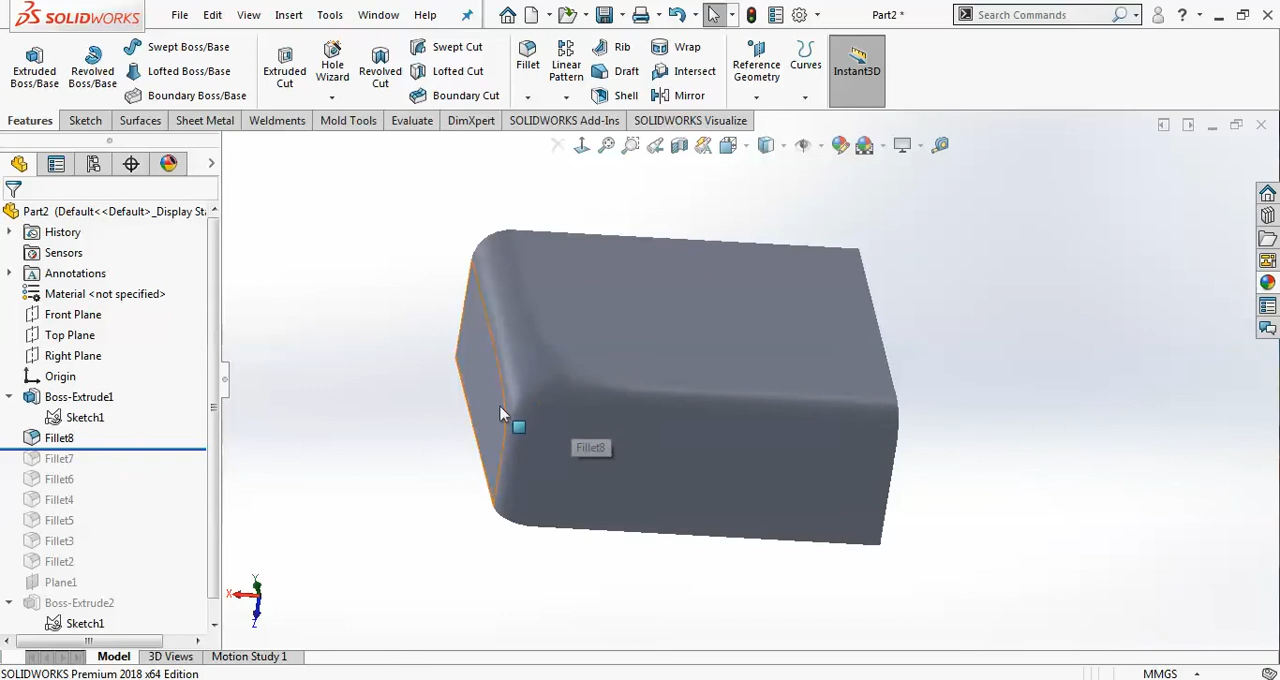 SOLIDWORKS File Edit View Insert Tools Window Help Part2 * Search Commands ?
Extruded Boss/Base
Revolved Boss/Base
Swept Boss/Base
Lofted Boss/Base
Boundary Boss/Base
Extruded Cut
Hole Wizard
Revolved Cut
Swept Cut
Lofted Cut
Boundary Cut
Fillet
Linear Pattern
Rib
Draft
Shell
Wrap
Intersect
Mirror
Reference Geometry
Curves
Instant3D
Features Sketch Surfaces Sheet Metal Weldments Mold Tools Evaluate DimXpert SOLIDWORKS Add-Ins SOLIDWORKS Visualize
Part2 (Default<<Default>_Display Sta
History
Sensors
Annotations
Material <not specified>
Front Plane
Top Plane
Right Plane
Origin
Boss-Extrude1
Sketch1
Fillet8
Fillet7
Fillet6
Fillet4
Fillet5
Fillet3
Fillet2
Plane1
Boss-Extrude2
Sketch1
Fillet8
Y
X
Z
Model 3D Views Motion Study 1
SOLIDWORKS Premium 2018 x64 Edition MMGS